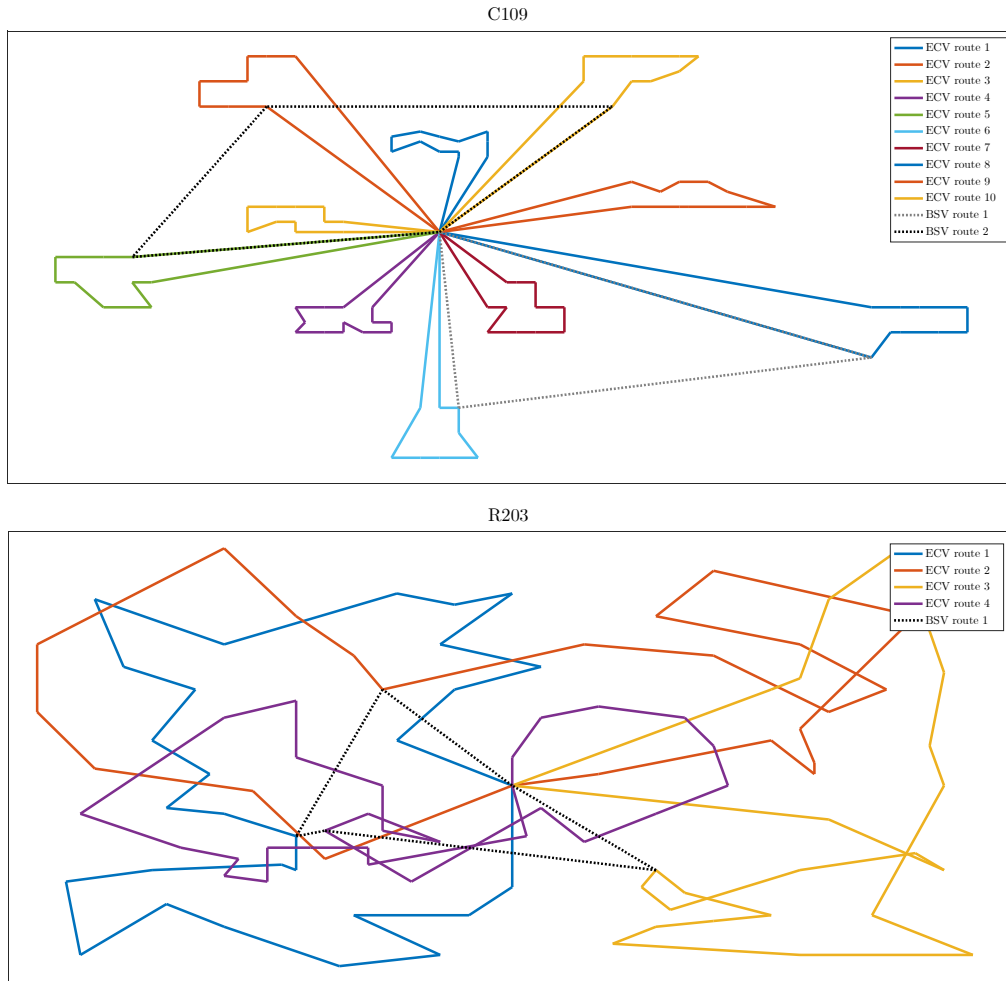 C109
ECV route 1
ECV route 2
ECV route 3
ECV route 4
ECV route 5
ECV route 6
ECV route 7
ECV route 8
ECV route 9
ECV route 10
BSV route 1
BSV route 2
R203
ECV route 1
ECV route 2
ECV route 3
ECV route 4
BSV route 1